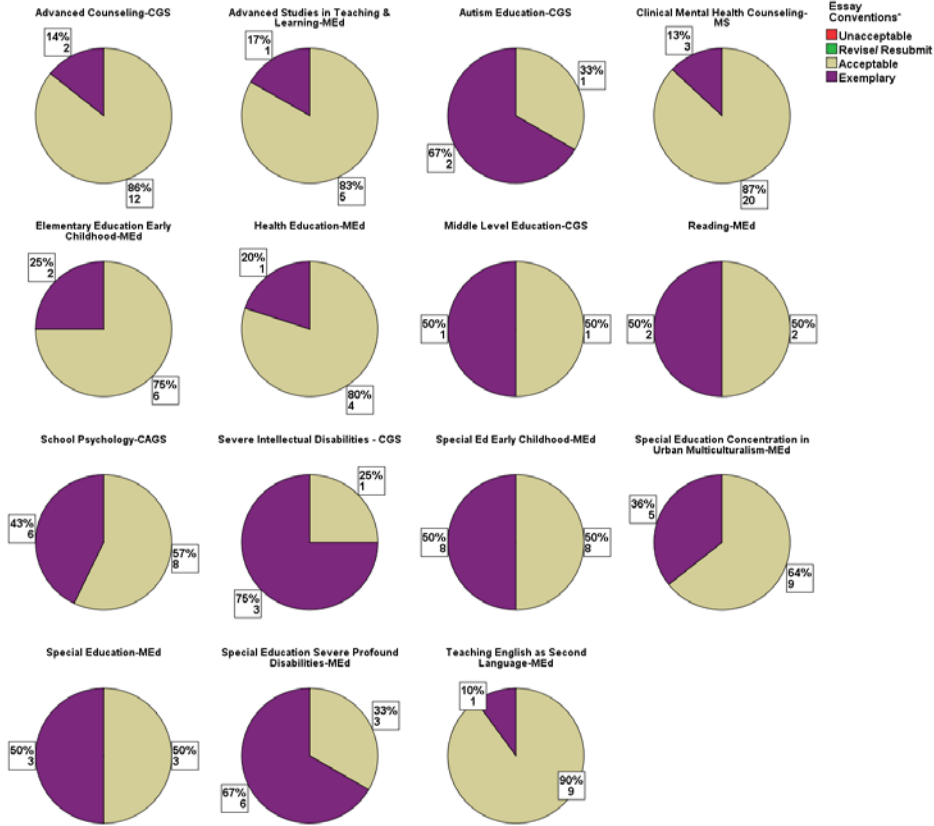 Advanced Counseling-CGS
14%
2
86%
12
Advanced Studies in Teaching &
Learning-MEd
17%
1
83%
5
Autism Education-CGS
33%
1
67%
2
Clinical Mental Health Counseling-
MS
13%
3
87%
20
Essay
Conventions*
Unacceptable
Revise/ Resubmit
Acceptable
Exemplary
Elementary Education Early
Childhood-MEd
25%
2
75%
6
Health Education-MEd
20%
1
80%
4
Middle Level Education-CGS
50%
1
50%
1
Reading-MEd
50%
2
50%
2
School Psychology-CAGS
43%
6
57%
8
Severe Intellectual Disabilities - CGS
25%
1
75%
3
Special Ed Early Childhood-MEd
50%
8
50%
8
Special Education Concentration in
Urban Multiculturalism-MEd
36%
5
64%
9
Special Education-MEd
50%
3
50%
3
Special Education Severe Profound
Disabilities-MEd
33%
3
67%
6
Teaching English as Second
Language-MEd
10%
1
90%
9